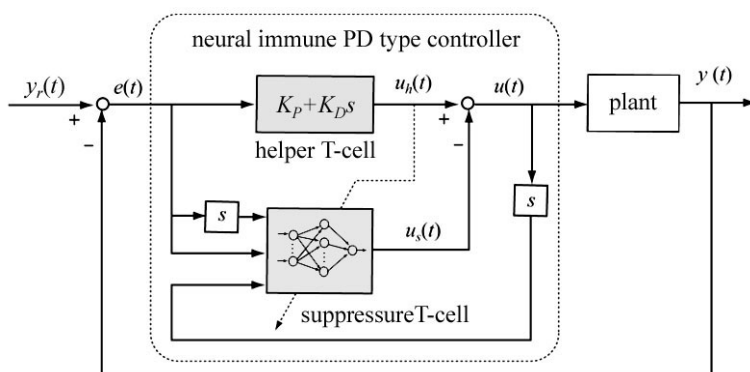 neural immune PD type controller
y_r(t)
e(t)
K_P+K_Ds
u_h(t)
u(t)
plant
y (t)
+
−
+
−
helper T-cell
s
s
u_s(t)
suppressureT-cell